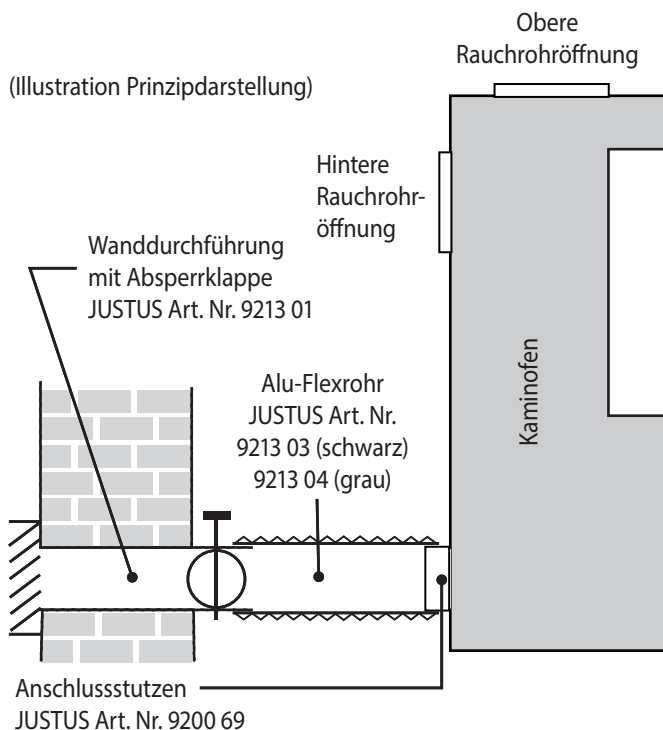 Obere
Rauchrohröffnung
(Illustration Prinzipdarstellung)
Hintere
Rauchrohr-
öffnung
Wanddurchführung
mit Absperrklappe
JUSTUS Art. Nr. 9213 01
Alu-Flexrohr
JUSTUS Art. Nr.
9213 03 (schwarz)
9213 04 (grau)
Kaminofen
Anschlussstutzen
JUSTUS Art. Nr. 9200 69